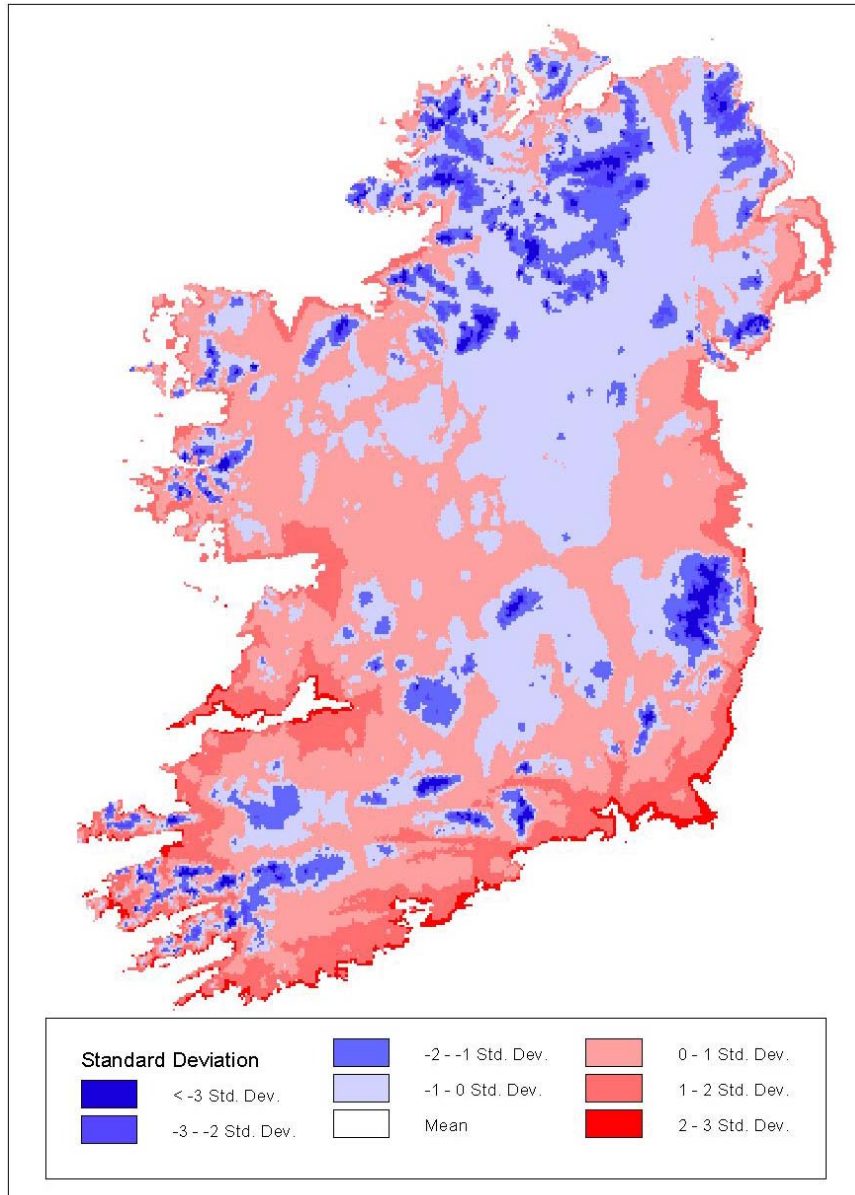 Standard Deviation
< -3 Std. Dev.
-3 - -2 Std. Dev.
-2 - -1 Std. Dev.
-1 - 0 Std. Dev.
Mean
0 - 1 Std. Dev.
1 - 2 Std. Dev.
2 - 3 Std. Dev.